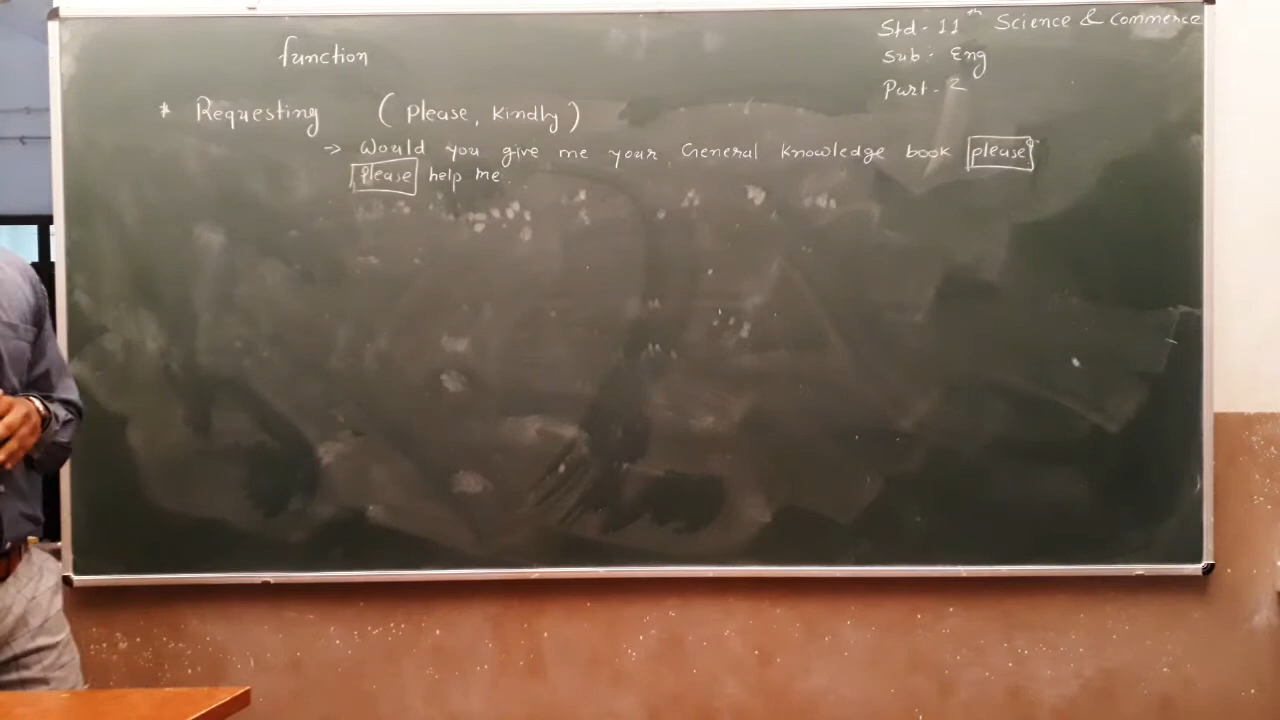 Std - 11th Science & Commerce
function
Sub : Eng
Part - 2
* Requesting (Please, Kindly)
→ Would you give me your General Knowledge book please?
Please help me.